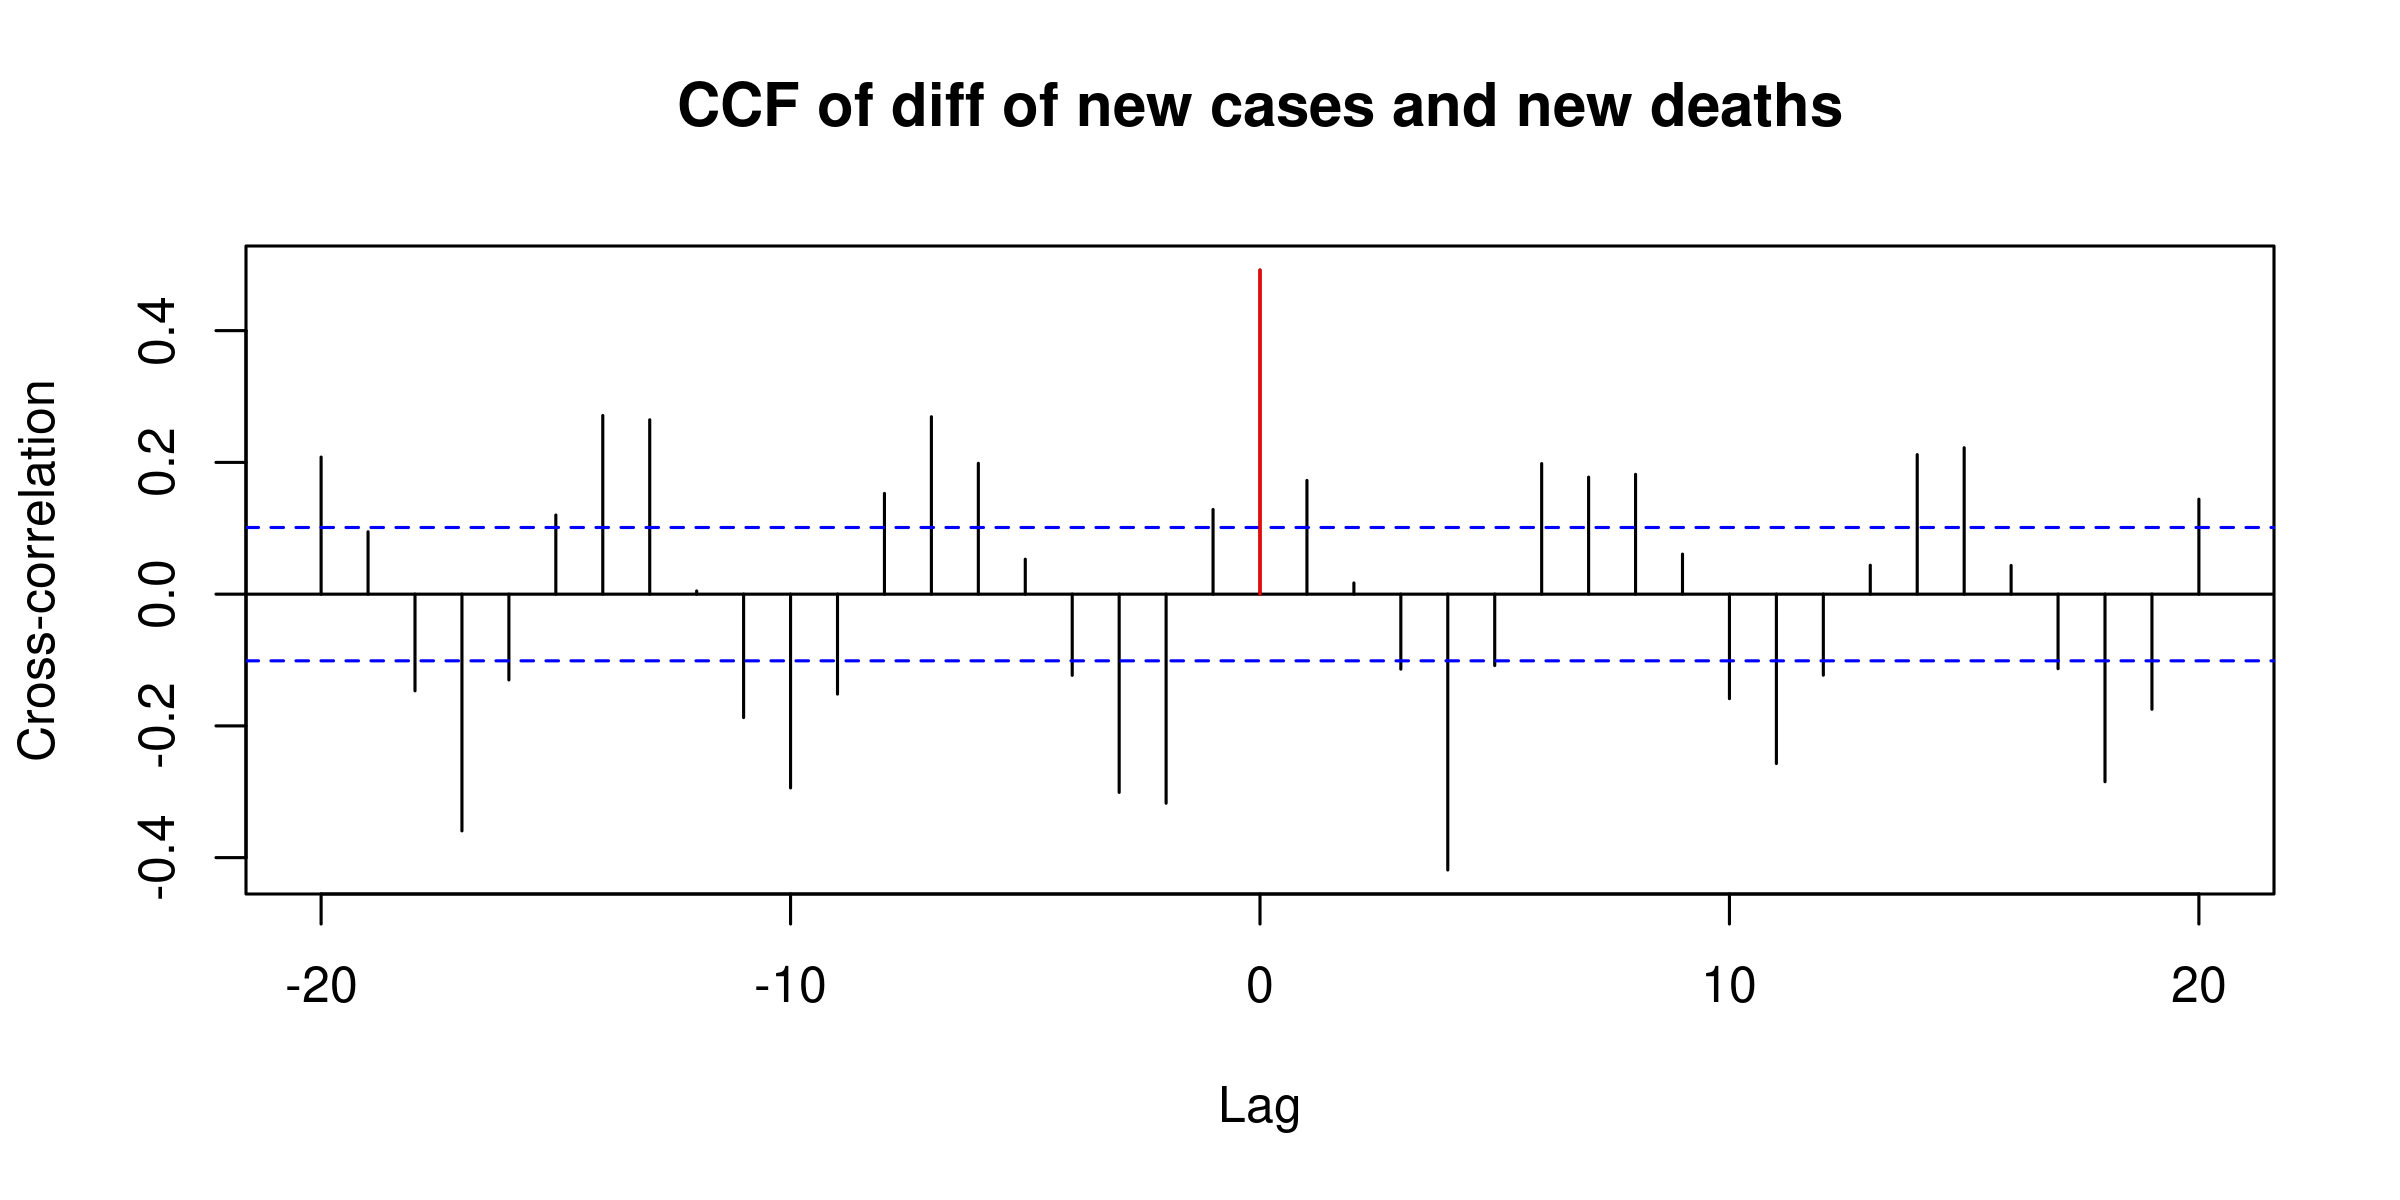 CCF of diff of new cases and new deaths
Cross-correlation
0.4
0.2
0.0
-0.2
-0.4
-20 -10 0 10 20
Lag